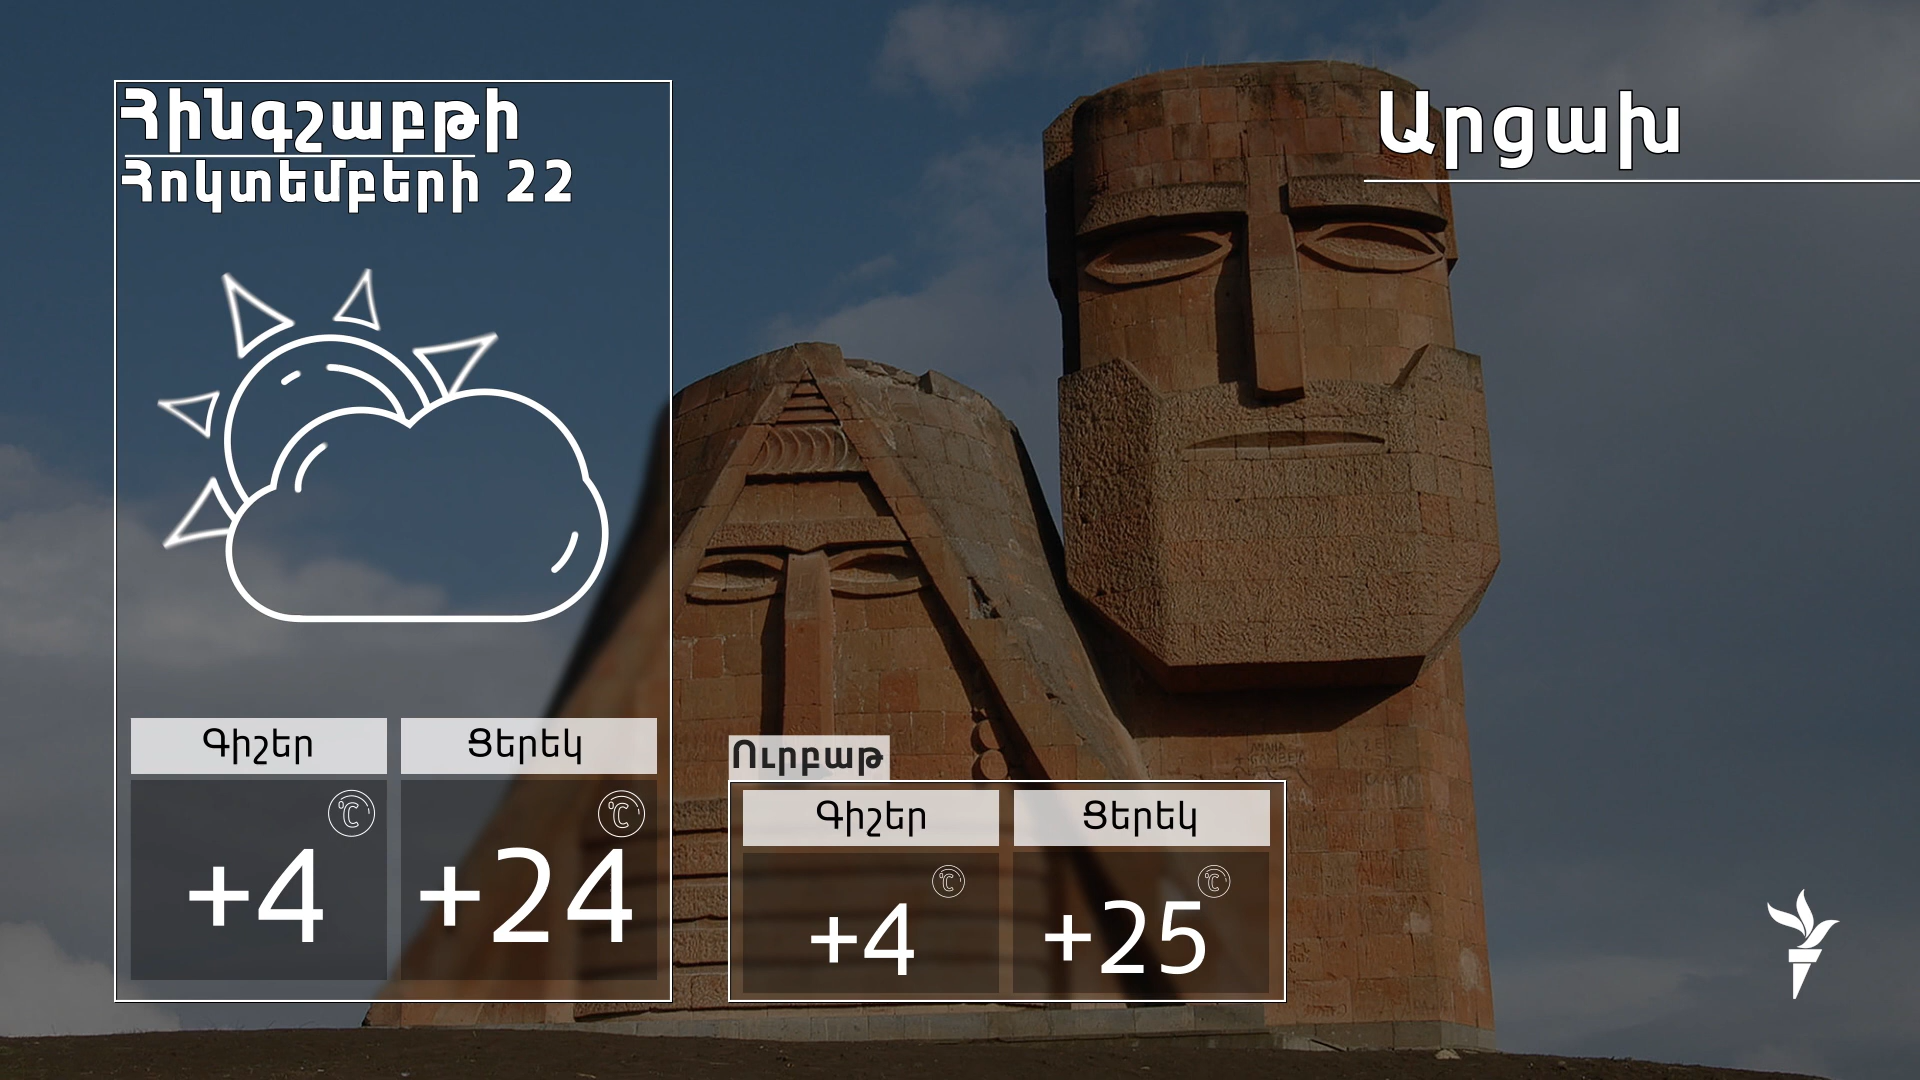 Հինգշաբթի
Հոկտեմբերի 22
Արցախ
Գիշեր Ցերեկ
°C °C
+4 +24
Ուրբաթ
Գիշեր Ցերեկ
°C °C
+4 +25